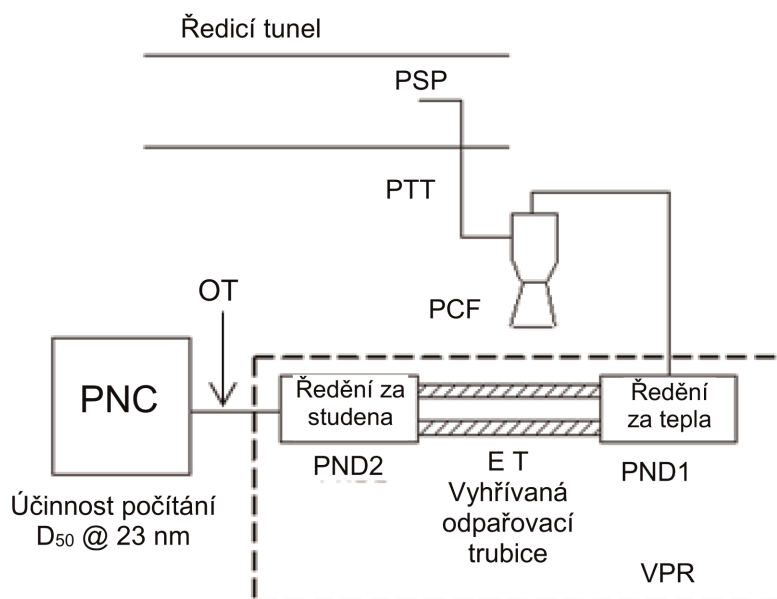 Ředicí tunel
PSP
PTT
PCF
OT
PNC
Účinnost počítání
D₅₀ @ 23 nm
Ředění za
studena
PND2
E T
Vyhřívaná
odpařovací
trubice
Ředění
za tepla
PND1
VPR